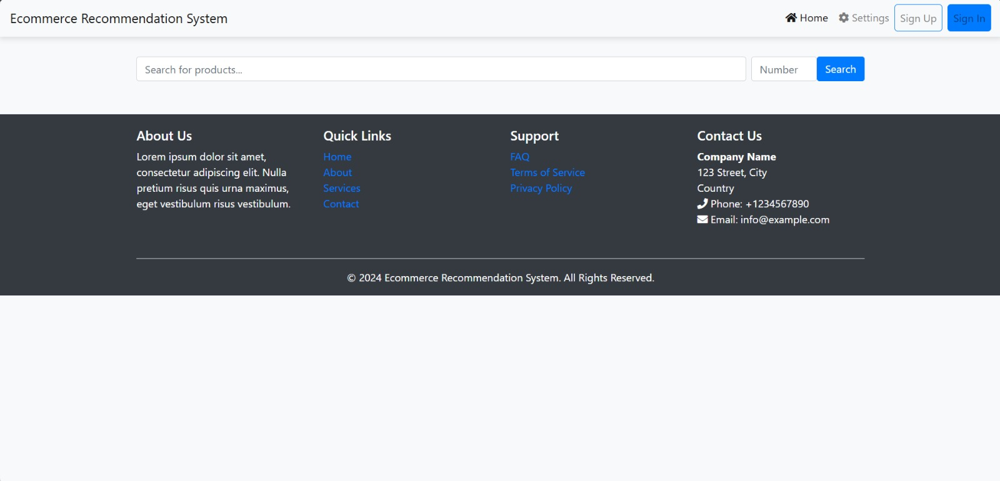 Ecommerce Recommendation System
Home Settings Sign Up Sign In
Search for products... Number Search
About Us
Lorem ipsum dolor sit amet,
consectetur adipiscing elit. Nulla
pretium risus quis urna maximus,
eget vestibulum risus vestibulum.
Quick Links
Home
About
Services
Contact
Support
FAQ
Terms of Service
Privacy Policy
Contact Us
Company Name
123 Street, City
Country
Phone: +1234567890
Email: info@example.com
© 2024 Ecommerce Recommendation System. All Rights Reserved.